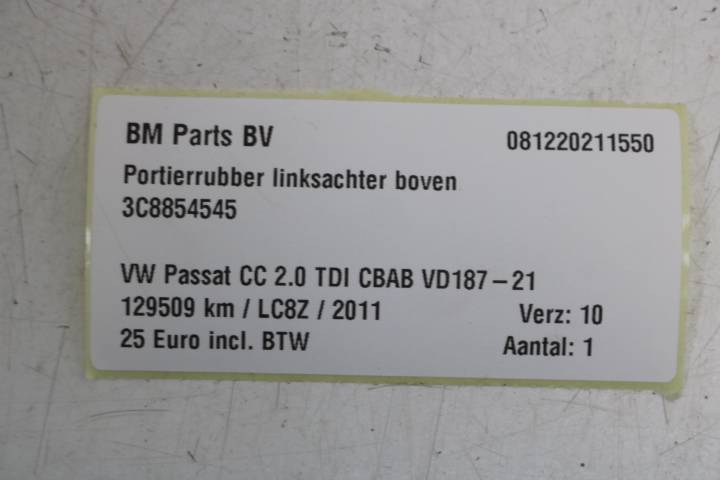 BM Parts BV 081220211550
Portierrubber linksachter boven
3C8854545
VW Passat CC 2.0 TDI CBAB VD187-21
129509 km / LC8Z / 2011 Verz: 10
25 Euro incl. BTW Aantal: 1